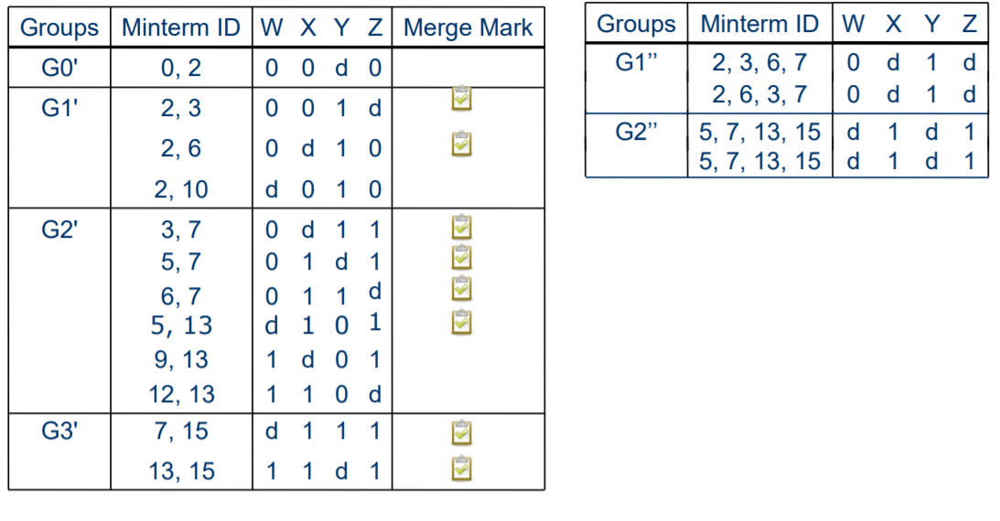 Groups Minterm ID W X Y Z Merge Mark
G0' 0, 2 0 0 d 0
G1' 2, 3 0 0 1 d
2, 6 0 d 1 0
2, 10 d 0 1 0
G2' 3, 7 0 d 1 1
5, 7 0 1 d 1
6, 7 0 1 1 d
5, 13 d 1 0 1
9, 13 1 d 0 1
12, 13 1 1 0 d
G3' 7, 15 d 1 1 1
13, 15 1 1 d 1
Groups Minterm ID W X Y Z
G1’’ 2, 3, 6, 7 0 d 1 d
2, 6, 3, 7 0 d 1 d
G2’’ 5, 7, 13, 15 d 1 d 1
5, 7, 13, 15 d 1 d 1